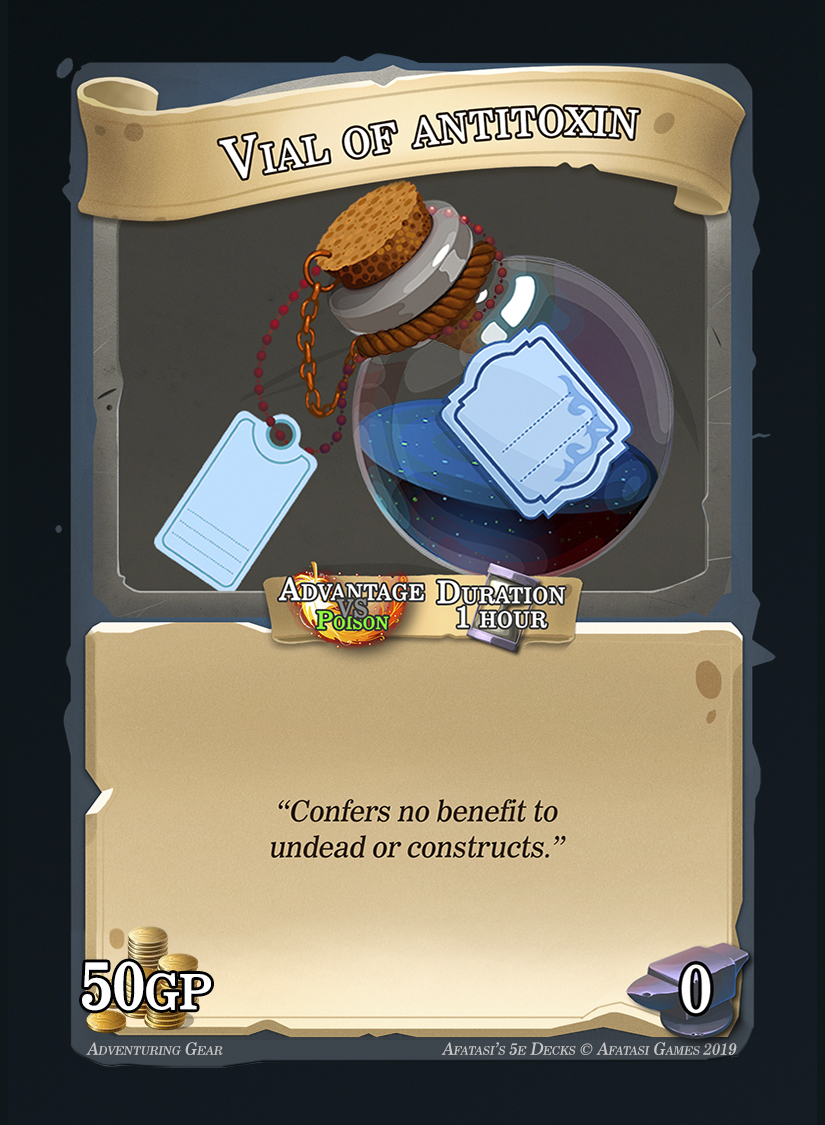 Vial of antitoxin
Advantage
vs
Poison
Duration
1 hour
“Confers no benefit to
undead or constructs.”
50GP
0
Adventuring Gear
Afatasi's 5e Decks © Afatasi Games 2019